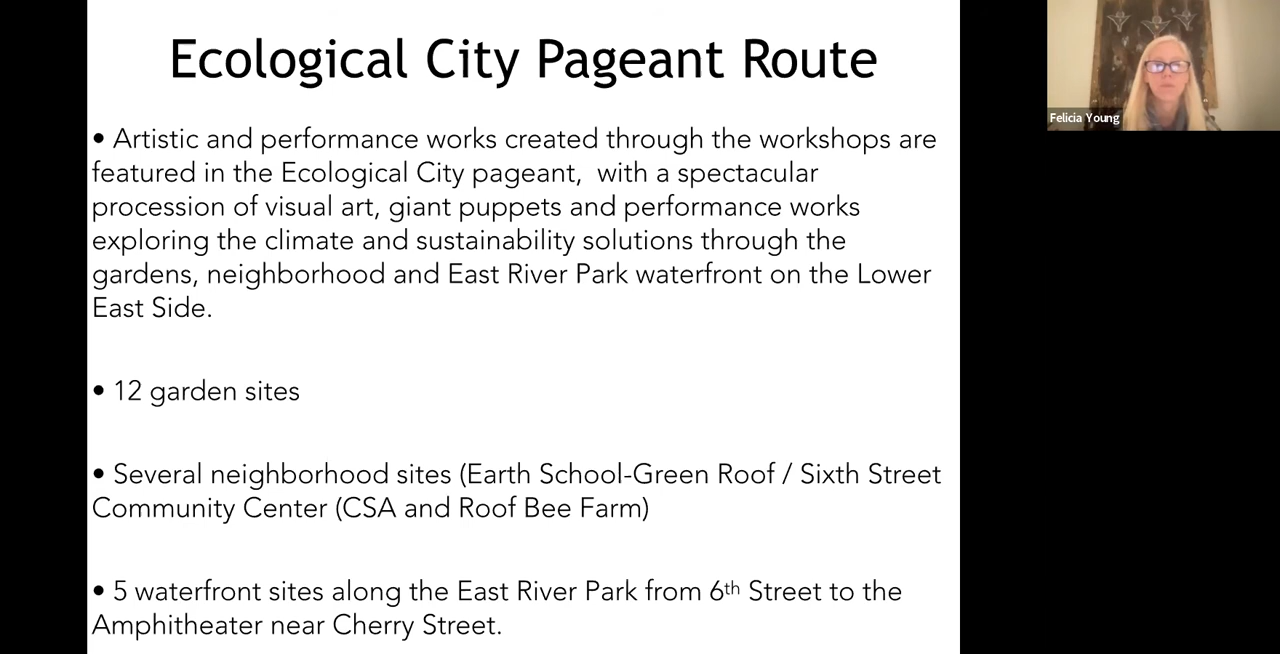 Ecological City Pageant Route
• Artistic and performance works created through the workshops are
featured in the Ecological City pageant,  with a spectacular
procession of visual art, giant puppets and performance works
exploring the climate and sustainability solutions through the
gardens, neighborhood and East River Park waterfront on the Lower
East Side.
• 12 garden sites
• Several neighborhood sites (Earth School-Green Roof / Sixth Street
Community Center (CSA and Roof Bee Farm)
• 5 waterfront sites along the East River Park from 6th Street to the
Amphitheater near Cherry Street.
Felicia Young